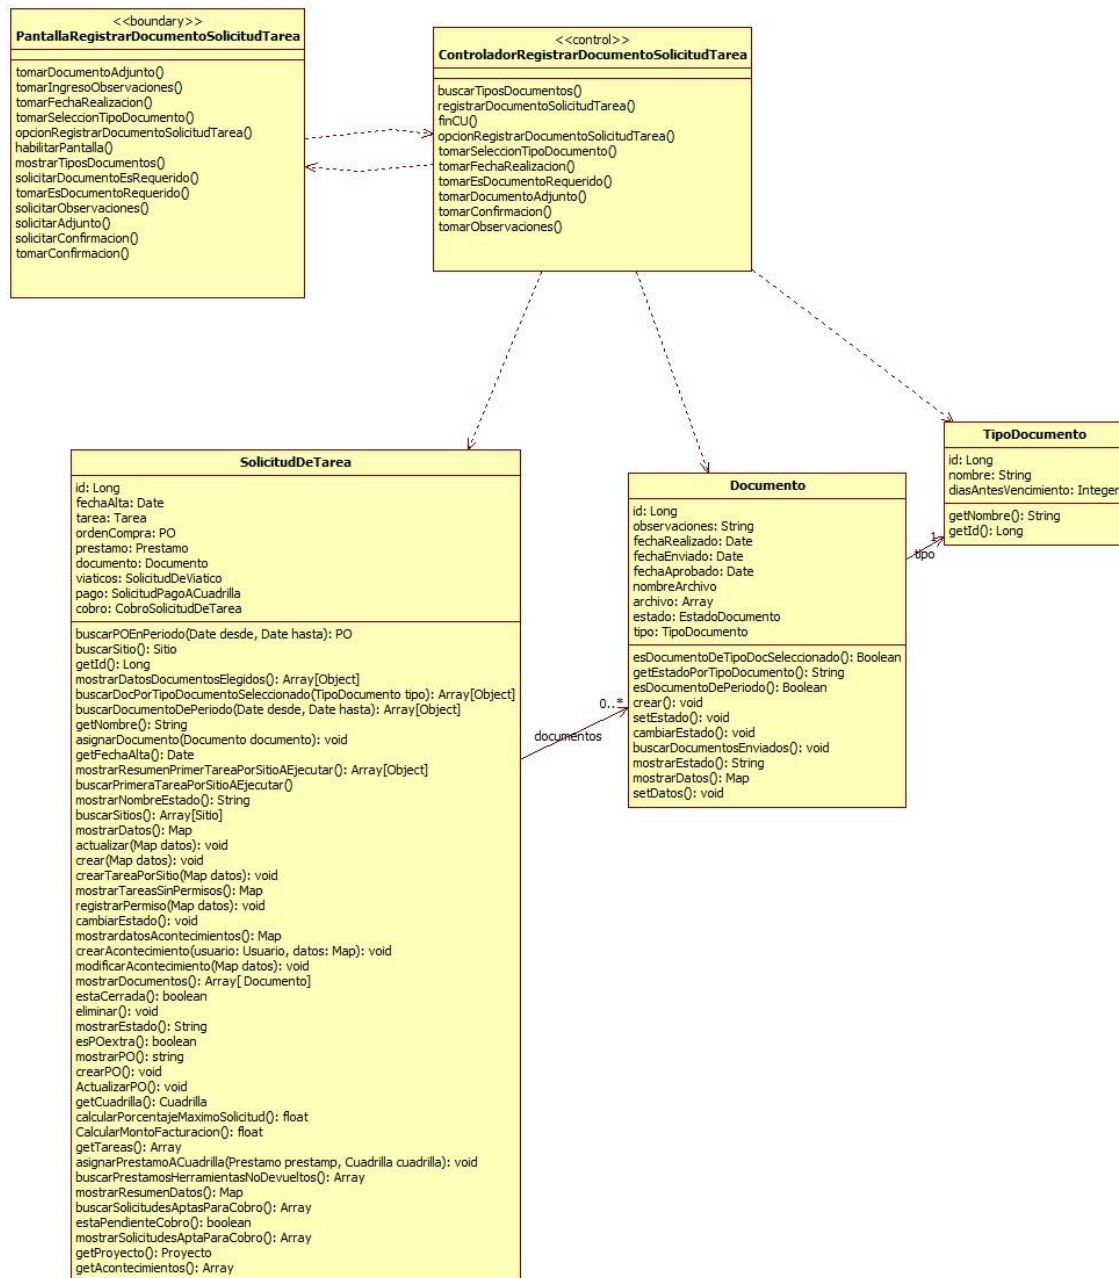 <<boundary>>
PantallaRegistrarDocumentoSolicitudTarea
tomarDocumentoAdjunto()
tomarIngresoObservaciones()
tomarFechaRealizacion()
tomarSeleccionTipoDocumento()
opcionRegistrarDocumentoSolicitudTarea()
habilitarPantalla()
mostrarTiposDocumentos()
solicitarDocumentoEsRequerido()
tomarEsDocumentoRequerido()
solicitarObservaciones()
solicitarAdjunto()
solicitarConfirmacion()
tomarConfirmacion()
<<control>>
ControladorRegistrarDocumentoSolicitudTarea
buscarTiposDocumentos()
registrarDocumentoSolicitudTarea()
finCU()
opcionRegistrarDocumentoSolicitudTarea()
tomarSeleccionTipoDocumento()
tomarFechaRealizacion()
tomarEsDocumentoRequerido()
tomarDocumentoAdjunto()
tomarConfirmacion()
tomarObservaciones()
SolicitudDeTarea
id: Long
fechaAlta: Date
tarea: Tarea
ordenCompra: PO
prestamo: Prestamo
documento: Documento
viaticos: SolicitudDeViatico
pago: SolicitudPagoACuadrilla
cobro: CobroSolicitudDeTarea
buscarPOEnPeriodo(Date desde, Date hasta): PO
buscarSitio(): Sitio
getId(): Long
mostrarDatosDocumentosElegidos(): Array[Object]
buscarDocPorTipoDocumentoSeleccionado(TipoDocumento tipo): Array[Object]
buscarDocumentoDePeriodo(Date desde, Date hasta): Array[Object]
getNombre(): String
asignarDocumento(Documento documento): void
getFechaAlta(): Date
mostrarResumenPrimerTareaPorSitioAEjecutar(): Array[Object]
buscarPrimeraTareaPorSitioAEjecutar()
mostrarNombreEstado(): String
buscarSitios(): Array[Sitio]
mostrarDatos(): Map
actualizar(Map datos): void
crear(Map datos): void
crearTareaPorSitio(Map datos): void
mostrarTareasSinPermisos(): Map
registrarPermiso(Map datos): void
cambiarEstado(): void
mostrardatosAcontecimientos(): Map
crearAcontecimiento(usuario: Usuario, datos: Map): void
modificarAcontecimiento(Map datos): void
mostrarDocumentos(): Array[ Documento]
estaCerrada(): boolean
eliminar(): void
mostrarEstado(): String
esPOextra(): boolean
mostrarPO(): string
crearPO(): void
ActualizarPO(): void
getCuadrilla(): Cuadrilla
calcularPorcentajeMaximoSolicitud(): float
CalcularMontoFacturacion(): float
getTareas(): Array
asignarPrestamoACuadrilla(Prestamo prestamp, Cuadrilla cuadrilla): void
buscarPrestamosHerramientasNoDevueltos(): Array
mostrarResumenDatos(): Map
buscarSolicitudesAptasParaCobro(): Array
estaPendienteCobro(): boolean
mostrarSolicitudesAptaParaCobro(): Array
getProyecto(): Proyecto
getAcontecimientos(): Array
0..*
documentos
Documento
id: Long
observaciones: String
fechaRealizado: Date
fechaEnviado: Date
fechaAprobado: Date
nombreArchivo
archivo: Array
estado: EstadoDocumento
tipo: TipoDocumento
esDocumentoDeTipoDocSeleccionado(): Boolean
getEstadoPorTipoDocumento(): String
esDocumentoDePeriodo(): Boolean
crear(): void
setEstado(): void
cambiarEstado(): void
buscarDocumentosEnviados(): void
mostrarEstado(): String
mostrarDatos(): Map
setDatos(): void
1
tipo
TipoDocumento
id: Long
nombre: String
diasAntesVencimiento: Integer
getNombre(): String
getId(): Long